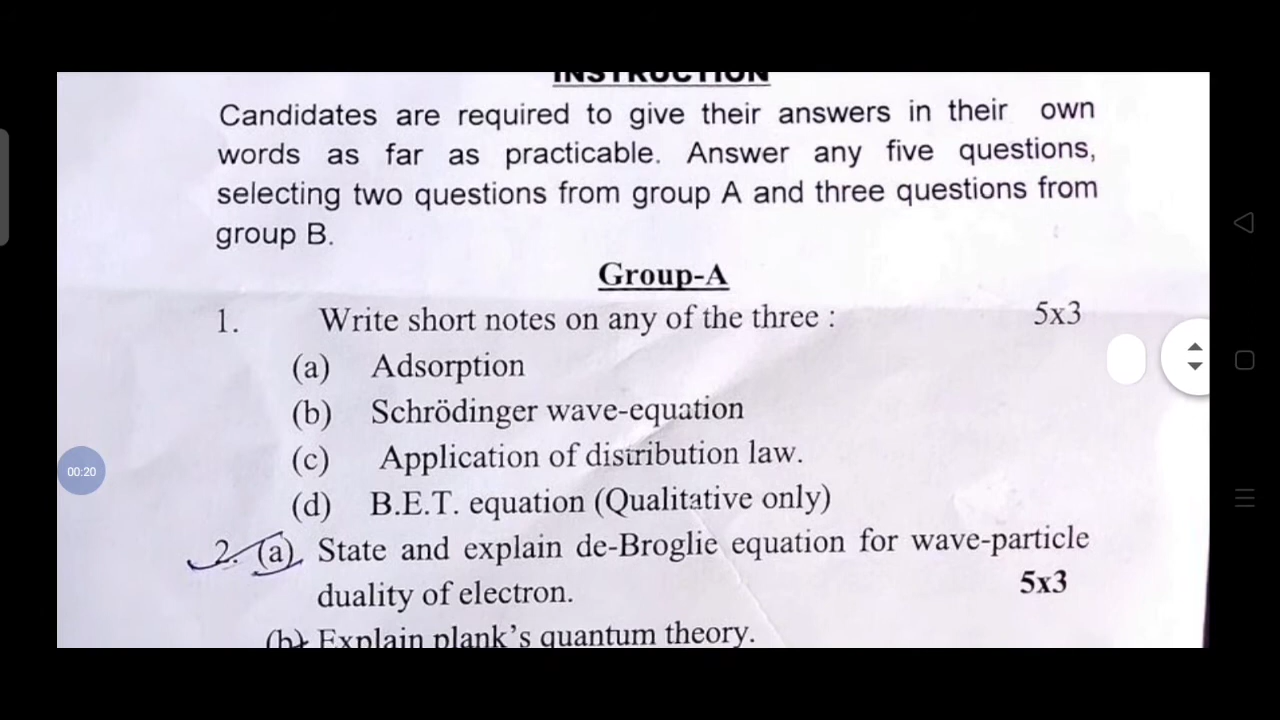 INSTRUCTION
Candidates are required to give their answers in their own
words as far as practicable. Answer any five questions,
selecting two questions from group A and three questions from
group B.
Group-A
1. Write short notes on any of the three : 5x3
(a) Adsorption
(b) Schrödinger wave-equation
(c) Application of distribution law.
(d) B.E.T. equation (Qualitative only)
00:20
2. (a) State and explain de-Broglie equation for wave-particle
duality of electron. 5x3
(b) Explain plank's quantum theory.